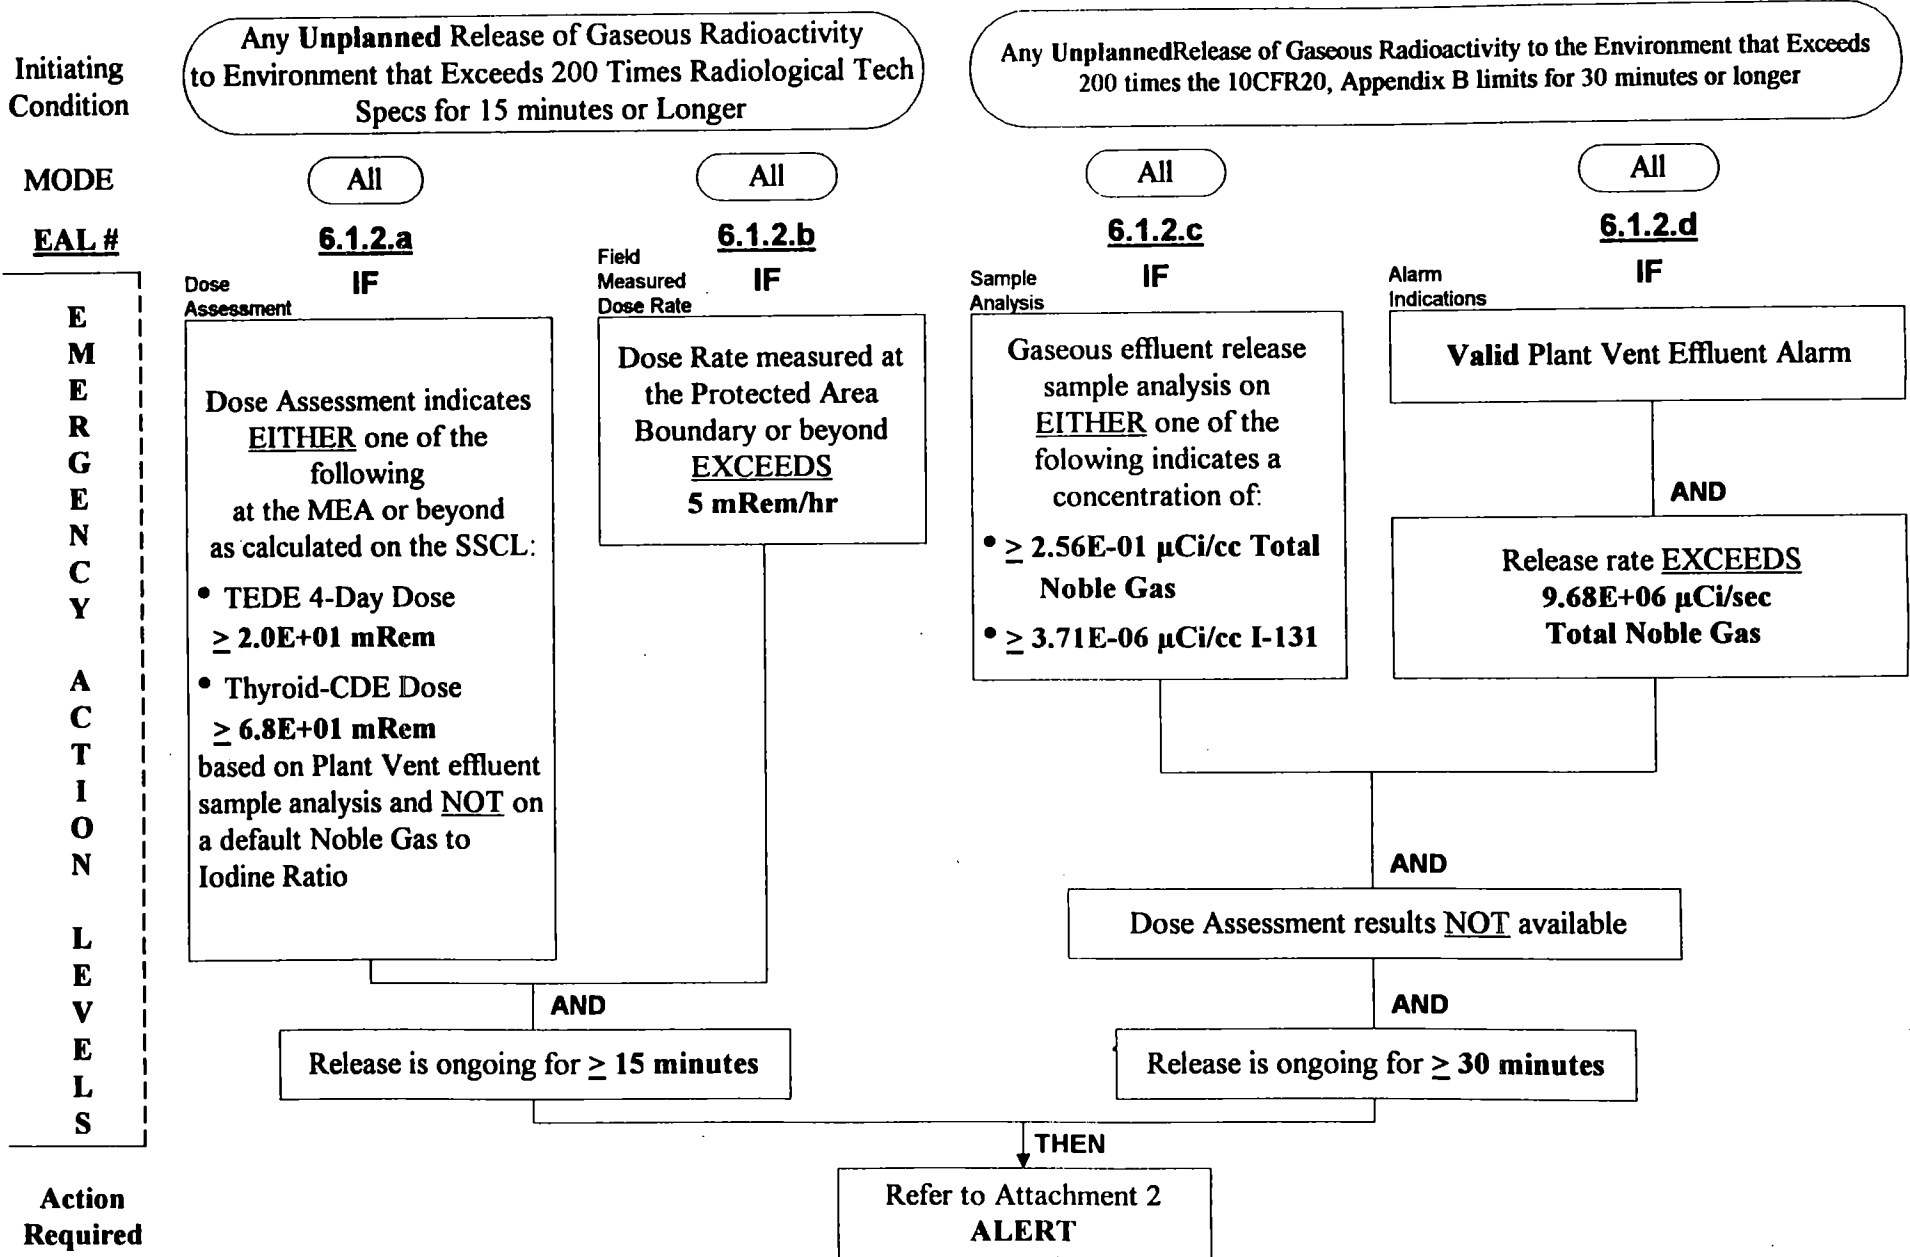 Initiating
Condition
Any Unplanned Release of Gaseous Radioactivity
to Environment that Exceeds 200 Times Radiological Tech
Specs for 15 minutes or Longer
Any UnplannedRelease of Gaseous Radioactivity to the Environment that Exceeds
200 times the 10CFR20, Appendix B limits for 30 minutes or longer
MODE
All
All
All
All
EAL #
6.1.2.a
6.1.2.b
6.1.2.c
6.1.2.d
IF
IF
IF
IF
E
M
E
R
G
E
N
C
Y
A
C
T
I
O
N
L
E
V
E
L
S
Dose
Assessment
Dose Assessment indicates
EITHER one of the
following
at the MEA or beyond
as calculated on the SSCL:
• TEDE 4-Day Dose
≥ 2.0E+01 mRem
• Thyroid-CDE Dose
≥ 6.8E+01 mRem
based on Plant Vent effluent
sample analysis and NOT on
a default Noble Gas to
Iodine Ratio
Field
Measured
Dose Rate
Dose Rate measured at
the Protected Area
Boundary or beyond
EXCEEDS
5 mRem/hr
AND
Release is ongoing for ≥ 15 minutes
Sample
Analysis
Gaseous effluent release
sample analysis on
EITHER one of the
folowing indicates a
concentration of:
• ≥ 2.56E-01 µCi/cc Total
Noble Gas
• ≥ 3.71E-06 µCi/cc I-131
Alarm
Indications
Valid Plant Vent Effluent Alarm
AND
Release rate EXCEEDS
9.68E+06 µCi/sec
Total Noble Gas
AND
Dose Assessment results NOT available
AND
Release is ongoing for ≥ 30 minutes
THEN
Action
Required
Refer to Attachment 2
ALERT